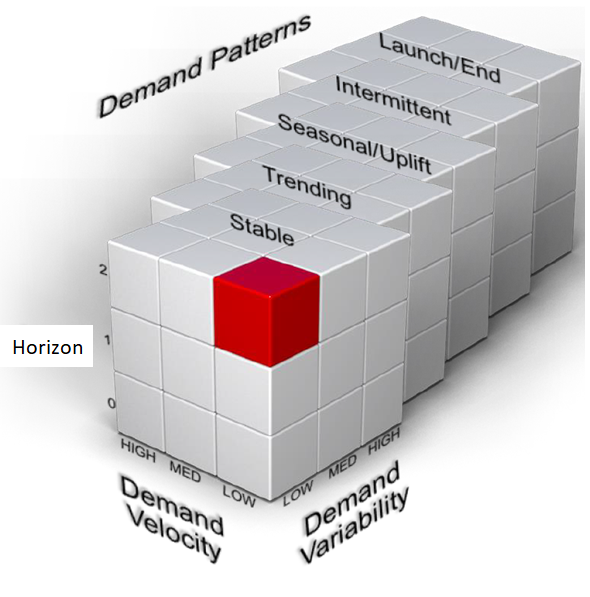 Demand Patterns
Launch/End
Intermittent
Seasonal/Uplift
Trending
Stable
2
Horizon
1
0
HIGH
MED
LOW
LOW
MED
HIGH
Demand
Velocity
Demand
Variability